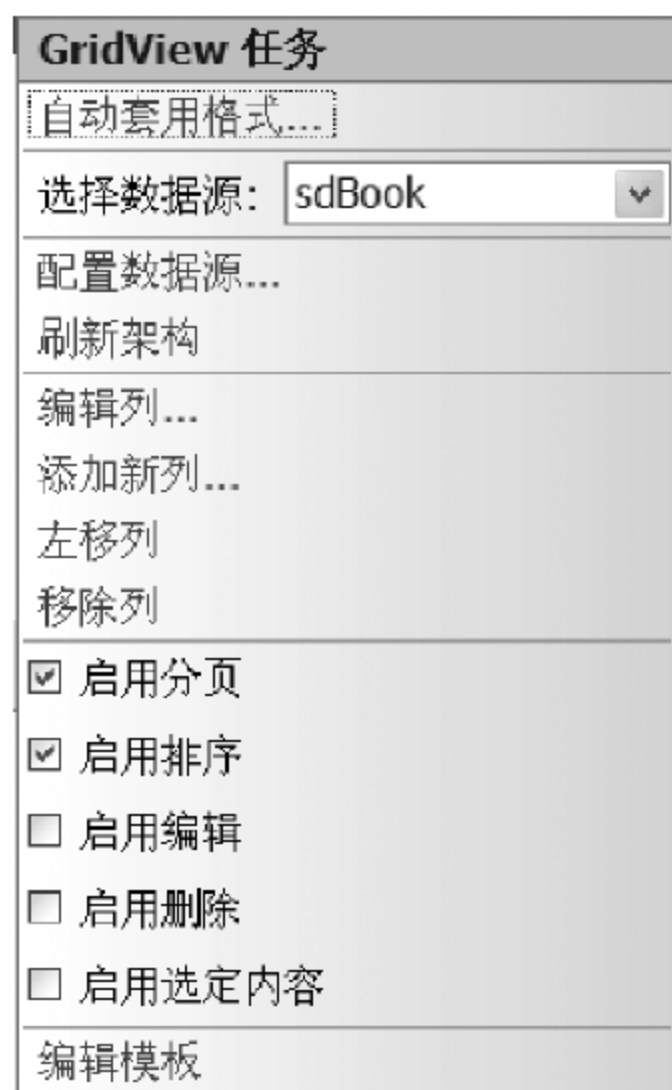 GridView 任务
自动套用格式...
选择数据源: sdBook
配置数据源...
刷新架构
编辑列...
添加新列...
左移列
移除列
启用分页
启用排序
启用编辑
启用删除
启用选定内容
编辑模板